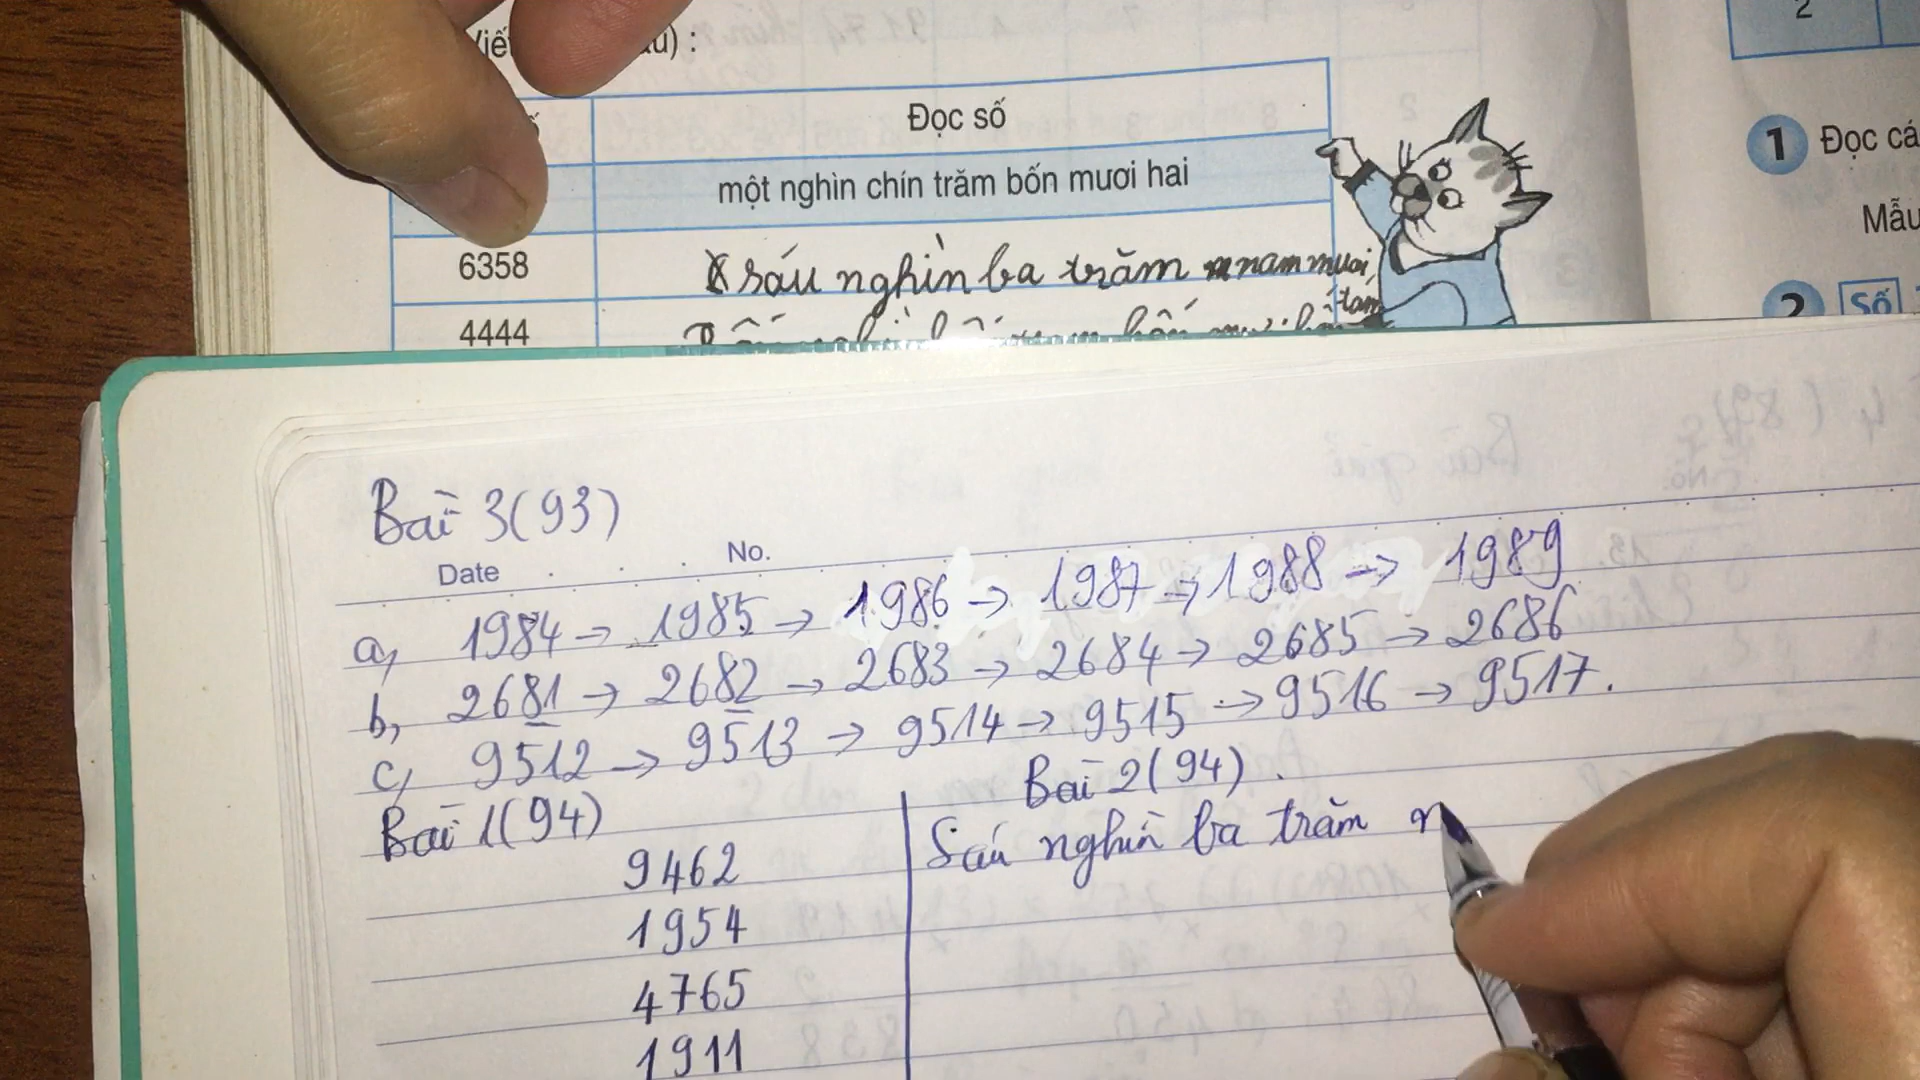 Đọc số
một nghìn chín trăm bốn mươi hai
6358 sáu nghìn ba trăm năm mươi
tám
4444
2
1 Đọc cá
Mẫu
2 Số
Bài 3(93)
Date No.
a, 1984 → 1985 → 1986 → 1987 → 1988 → 1989
b, 2681 → 2682 → 2683 → 2684 → 2685 → 2686
c, 9512 → 9513 → 9514 → 9515 → 9516 → 9517.
Bài 1(94)
9462
1954
4765
1911
Bài 2(94).
Sáu nghìn ba trăm n